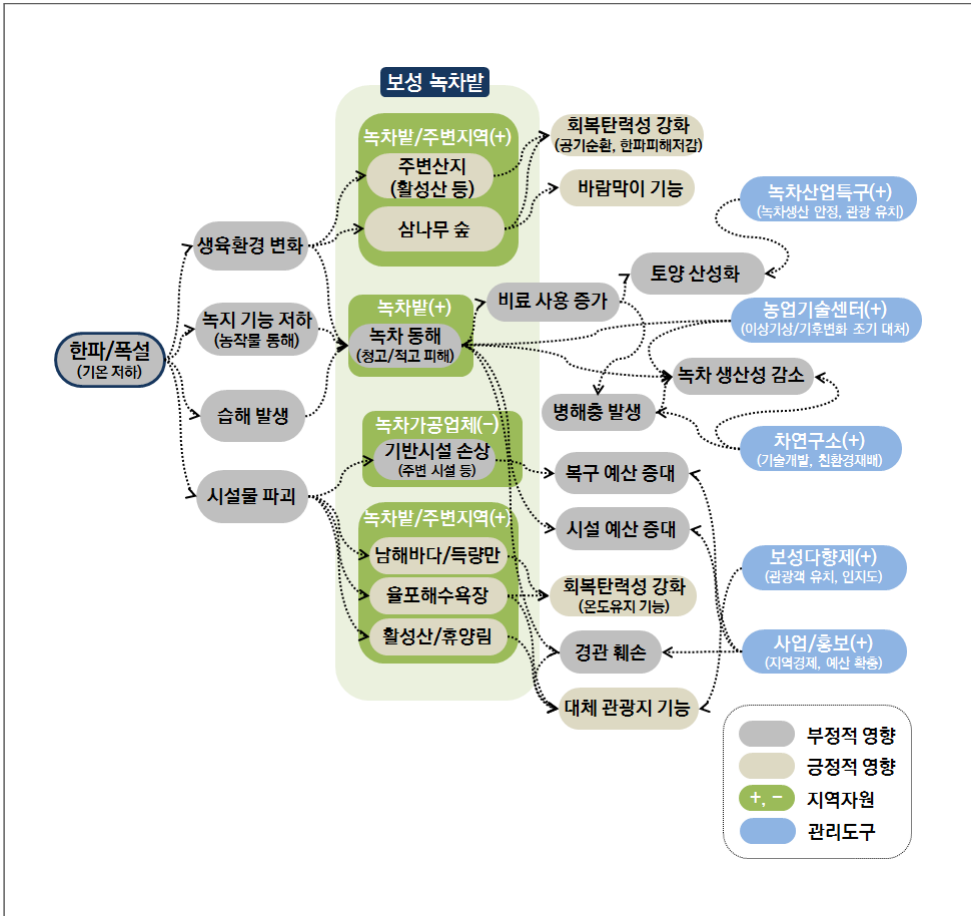 보성 녹차밭
녹차밭/주변지역(+)
주변산지
(활성산 등)
삼나무 숲
회복탄력성 강화
(공기순환, 한파피해저감)
바람막이 기능
녹차산업특구(+)
(녹차생산 안정, 관광 유치)
생육환경 변화
토양 산성화
녹지 기능 저하
(농작물 동해)
녹차밭(+)
녹차 동해
(청고/적고 피해)
비료 사용 증가
농업기술센터(+)
(이상기상/기후변화 조기 대처)
한파/폭설
(기온 저하)
녹차 생산성 감소
습해 발생
병해충 발생
녹차가공업체(-)
기반시설 손상
(주변 시설 등)
차연구소(+)
(기술개발, 친환경재배)
복구 예산 증대
시설물 파괴
시설 예산 증대
녹차밭/주변지역(+)
남해바다/득량만
율포해수욕장
활성산/휴양림
보성다향제(+)
(관광객 유치, 인지도)
회복탄력성 강화
(온도유지 기능)
경관 훼손
사업/홍보(+)
(지역경제, 예산 확충)
대체 관광지 기능
부정적 영향
긍정적 영향
+, - 지역자원
관리도구